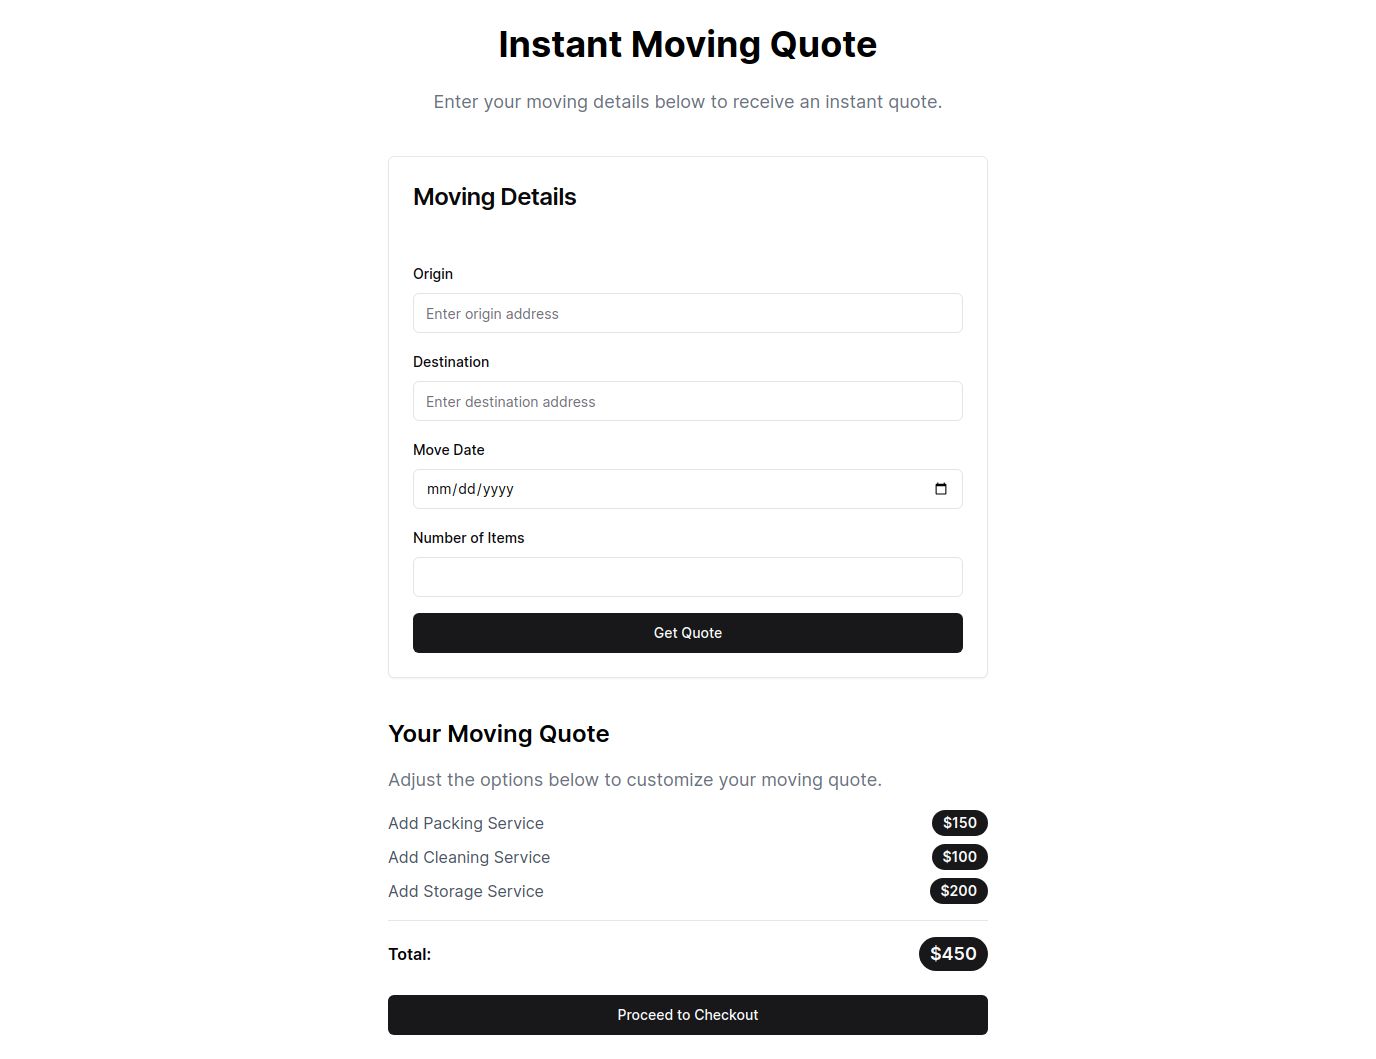 Instant Moving Quote
Enter your moving details below to receive an instant quote.
Moving Details
Origin
Enter origin address
Destination
Enter destination address
Move Date
mm/dd/yyyy
Number of Items
Get Quote
Your Moving Quote
Adjust the options below to customize your moving quote.
Add Packing Service $150
Add Cleaning Service $100
Add Storage Service $200
Total: $450
Proceed to Checkout